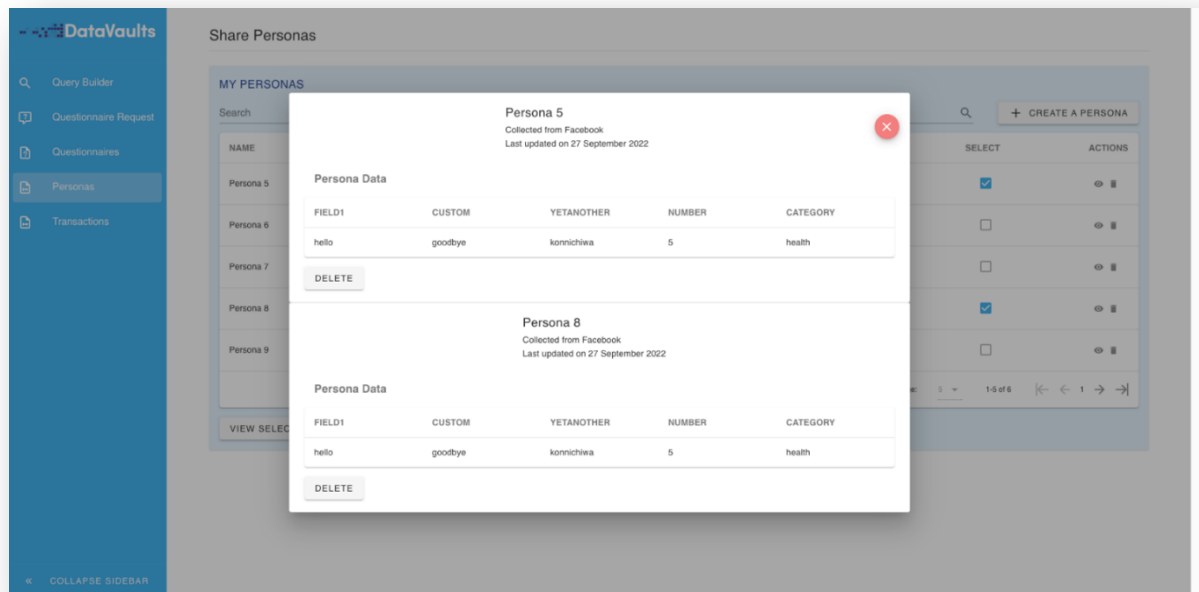 DataVaults
Share Personas
Query Builder
Questionnaire Request
Questionnaires
Personas
Transactions
MY PERSONAS
Search
+ CREATE A PERSONA
NAME SELECT ACTIONS
Persona 5
Persona 6
Persona 7
Persona 8
Persona 9
5 1-5 of 6 1
VIEW SELEC
Persona 5
Collected from Facebook
Last updated on 27 September 2022
Persona Data
FIELD1 CUSTOM YETANOTHER NUMBER CATEGORY
hello goodbye konnichiwa 5 health
DELETE
Persona 8
Collected from Facebook
Last updated on 27 September 2022
Persona Data
FIELD1 CUSTOM YETANOTHER NUMBER CATEGORY
hello goodbye konnichiwa 5 health
DELETE
« COLLAPSE SIDEBAR